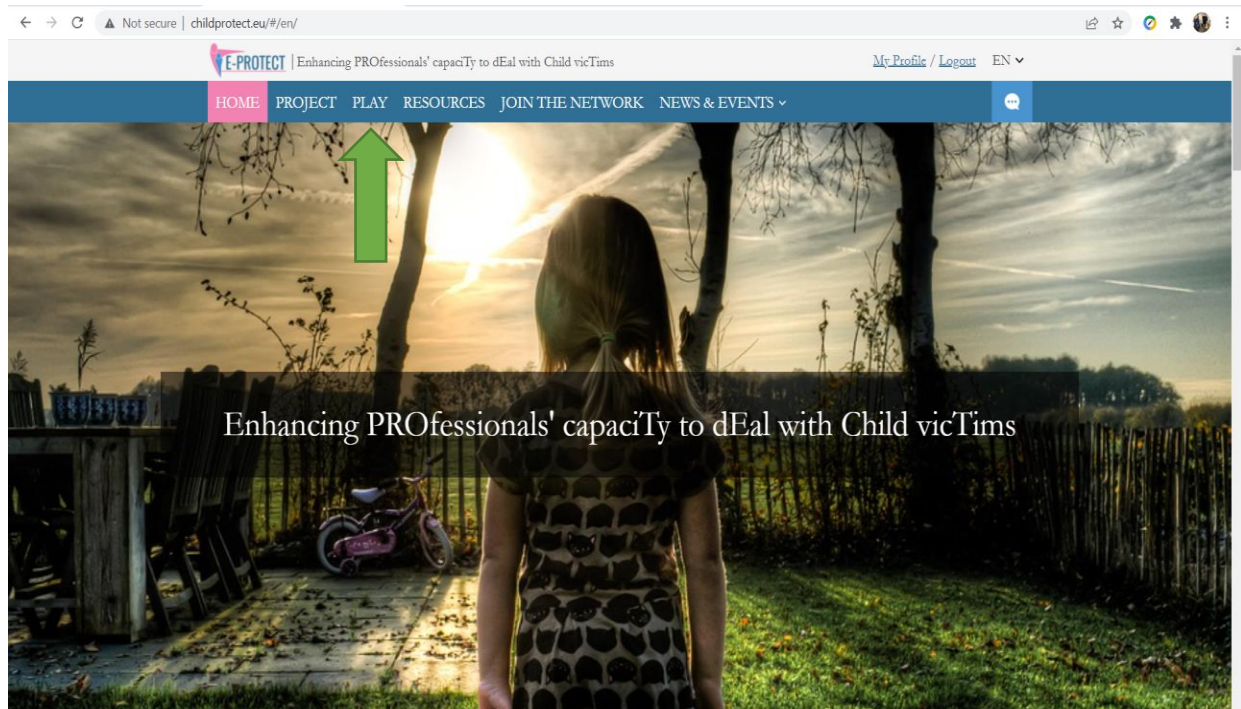 Not secure | childprotect.eu/#/en/
E-PROTECT | Enhancing PROfessionals' capaciTy to dEal with Child vicTims
My Profile / Logout EN
HOME PROJECT PLAY RESOURCES JOIN THE NETWORK NEWS & EVENTS
Enhancing PROfessionals' capaciTy to dEal with Child vicTims